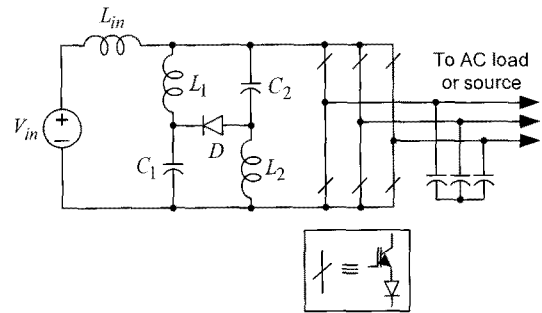 L_in
To AC load
or source
L_1
C_2
V_in
+
−
D
C_1
L_2
≡